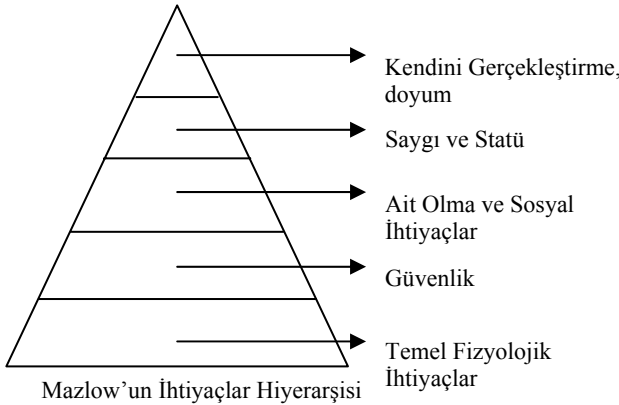 Kendini Gerçekleştirme,
doyum
Saygı ve Statü
Ait Olma ve Sosyal
İhtiyaçlar
Güvenlik
Temel Fizyolojik
İhtiyaçlar
Mazlow’un İhtiyaçlar Hiyerarşisi